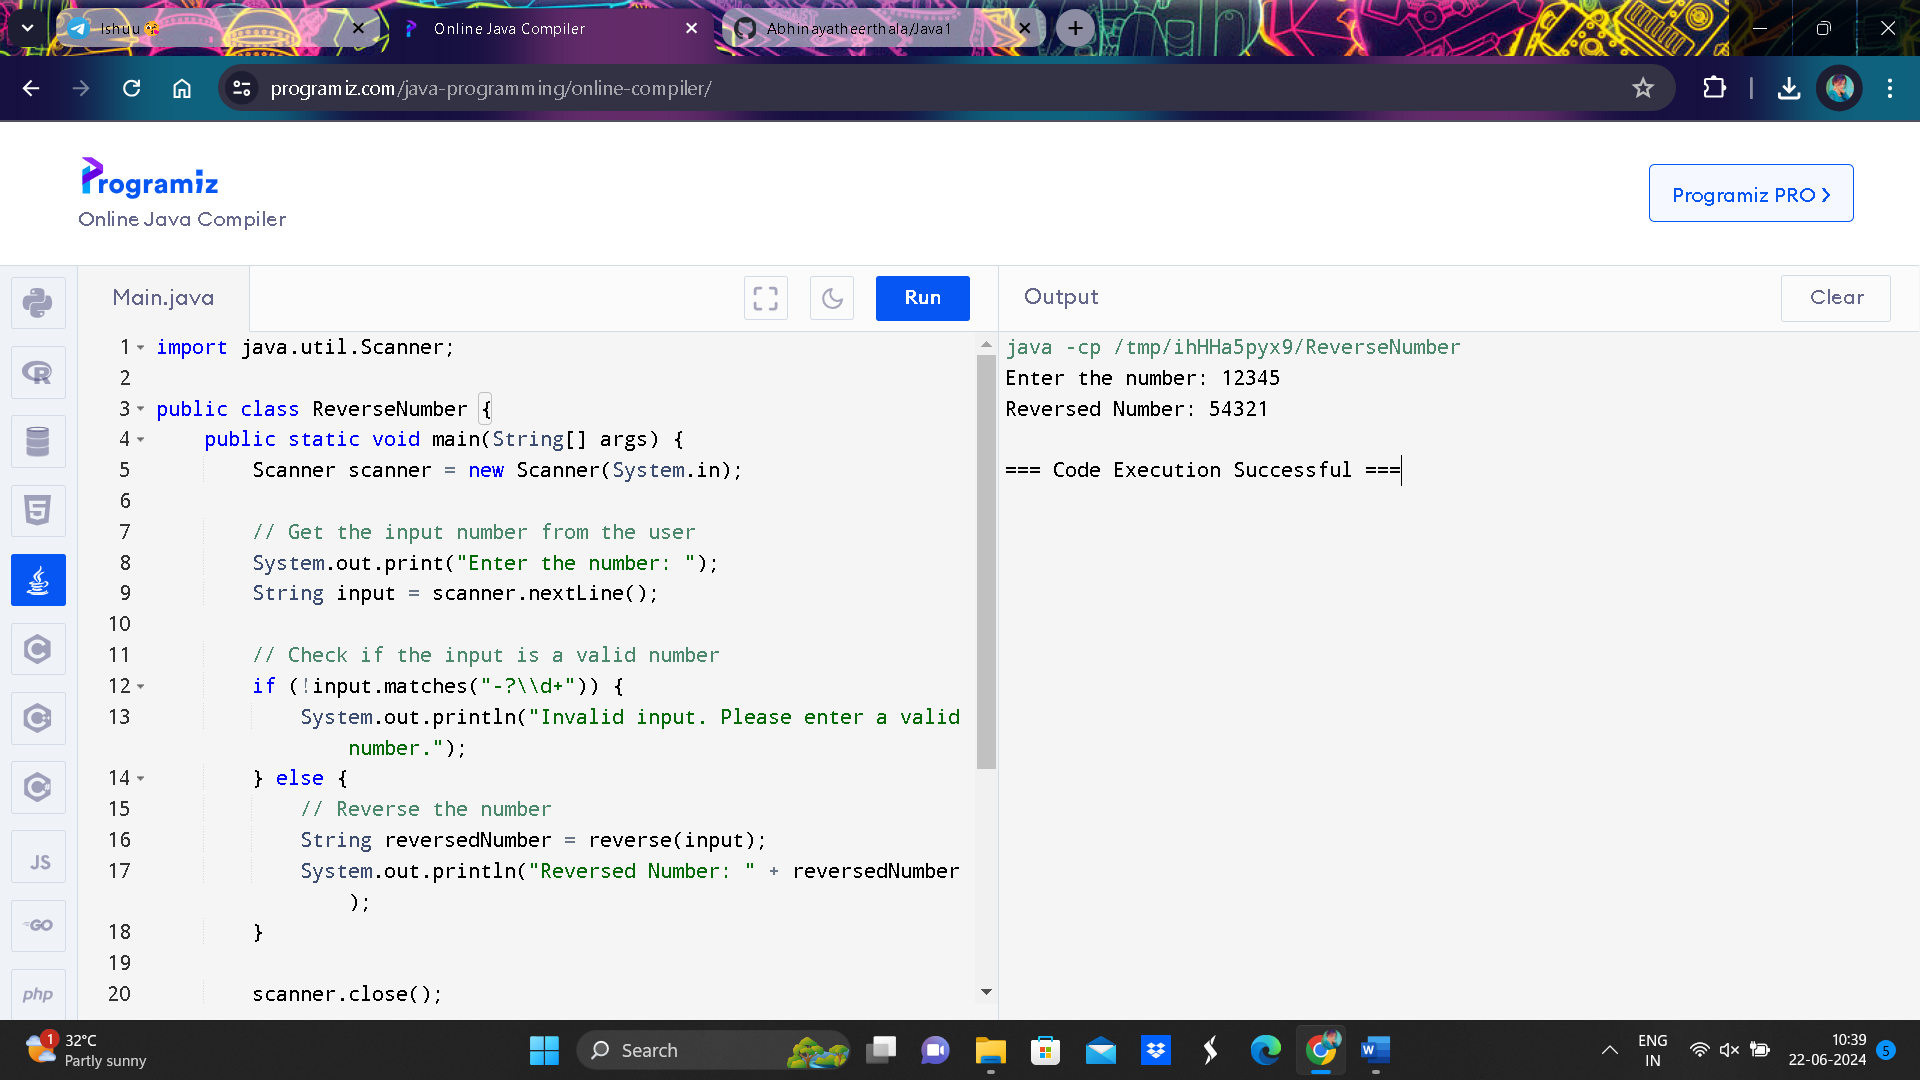 Ishuu
Online Java Compiler
Abhinayatheerthala/Java1
programiz.com/java-programming/online-compiler/
Programiz
Online Java Compiler
Programiz PRO
Main.java
Run
Output
Clear
1 import java.util.Scanner;
2
3 public class ReverseNumber {
4 public static void main(String[] args) {
5 Scanner scanner = new Scanner(System.in);
6
7 // Get the input number from the user
8 System.out.print("Enter the number: ");
9 String input = scanner.nextLine();
10
11 // Check if the input is a valid number
12 if (!input.matches("-?\\d+")) {
13 System.out.println("Invalid input. Please enter a valid
number.");
14 } else {
15 // Reverse the number
16 String reversedNumber = reverse(input);
17 System.out.println("Reversed Number: " + reversedNumber
);
18 }
19
20 scanner.close();
java -cp /tmp/ihHHa5pyx9/ReverseNumber
Enter the number: 12345
Reversed Number: 54321
=== Code Execution Successful ===
R
5
C
C
C
JS
GO
php
1
32°C
Partly sunny
Search
W
ENG
IN
10:39
22-06-2024
5